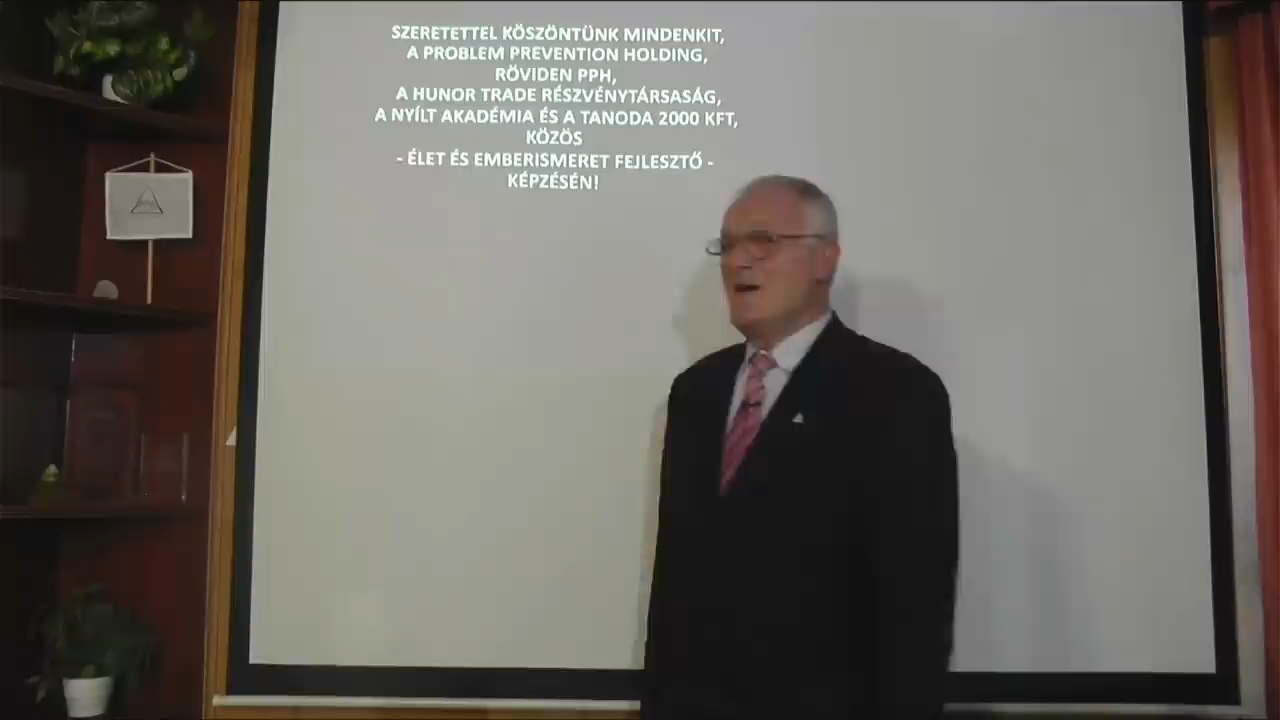 SZERETETTEL KÖSZÖNTÜNK MINDENKIT,
A PROBLEM PREVENTION HOLDING,
RÖVIDEN PPH,
A HUNOR TRADE RÉSZVÉNYTÁRSASÁG,
A NYÍLT AKADÉMIA ÉS A TANODA 2000 KFT,
KÖZÖS
- ÉLET ÉS EMBERISMERET FEJLESZTŐ -
KÉPZÉSÉN!